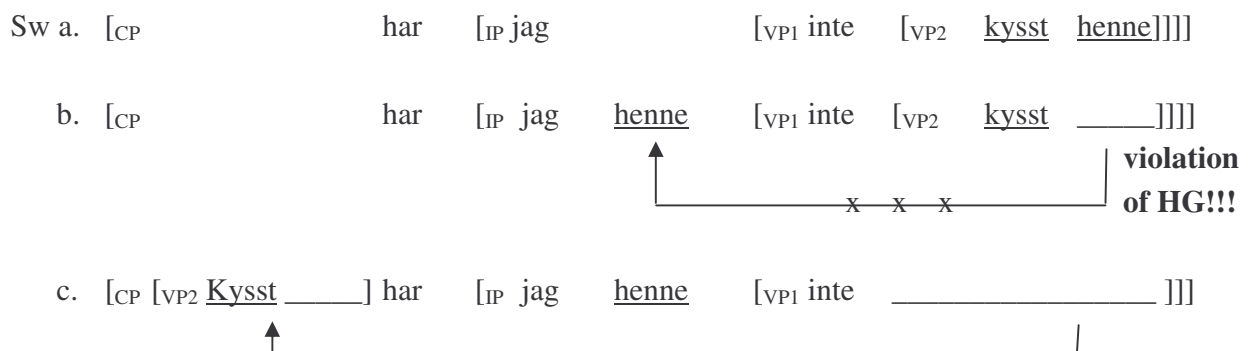 Sw a. [CP har [IP jag [VP1 inte [VP2 kysst henne]]]]
b. [CP har [IP jag henne [VP1 inte [VP2 kysst _____]]]]
violation
x x x of HG!!!
c. [CP [VP2 Kysst _____] har [IP jag henne [VP1 inte ________________ ]]]